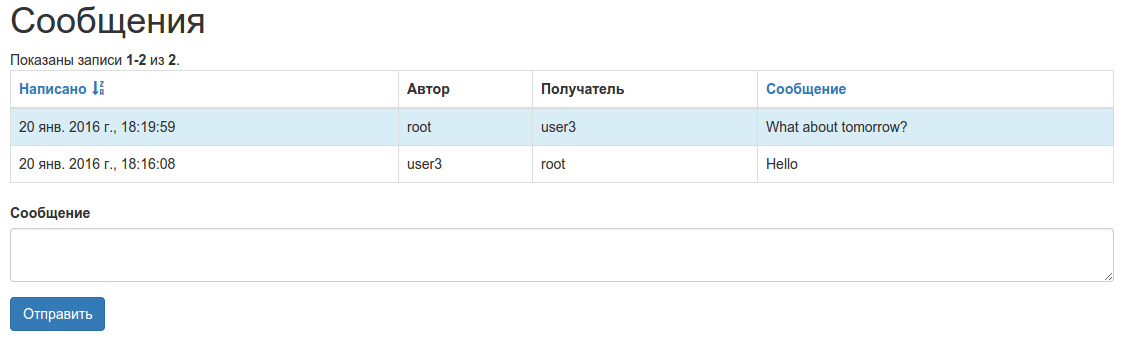 Сообщения
Показаны записи 1-2 из 2.
Написано Автор Получатель Сообщение
20 янв. 2016 г., 18:19:59 root user3 What about tomorrow?
20 янв. 2016 г., 18:16:08 user3 root Hello
Сообщение
Отправить